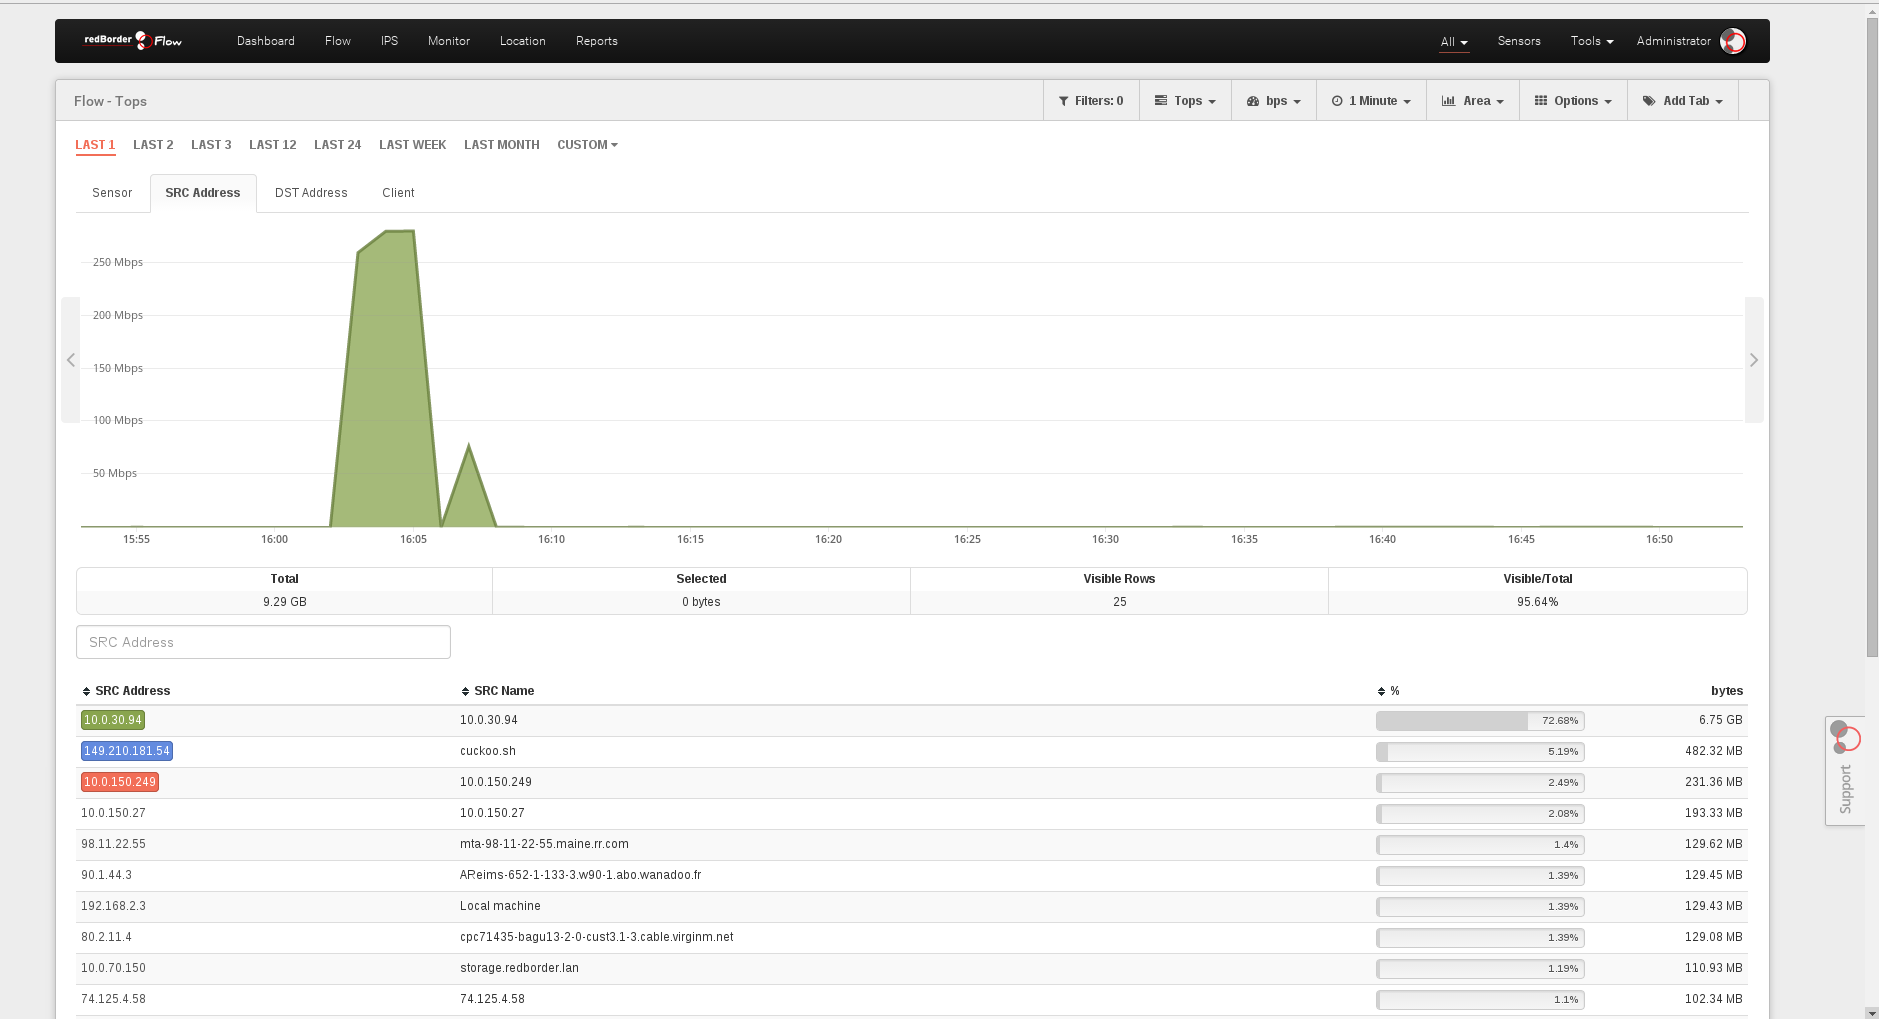 redBorder Flow Dashboard Flow IPS Monitor Location Reports All Sensors Tools Administrator
Flow - Tops Filters: 0 Tops bps 1 Minute Area Options Add Tab
LAST 1 LAST 2 LAST 3 LAST 12 LAST 24 LAST WEEK LAST MONTH CUSTOM
Sensor SRC Address DST Address Client
250 Mbps
200 Mbps
150 Mbps
100 Mbps
50 Mbps
15:55 16:00 16:05 16:10 16:15 16:20 16:25 16:30 16:35 16:40 16:45 16:50
Total Selected Visible Rows Visible/Total
9.29 GB 0 bytes 25 95.64%
SRC Address
SRC Address SRC Name % bytes
10.0.30.94 10.0.30.94 72.68% 6.75 GB
149.210.181.54 cuckoo.sh 5.19% 482.32 MB
10.0.150.249 10.0.150.249 2.49% 231.36 MB
10.0.150.27 10.0.150.27 2.08% 193.33 MB
98.11.22.55 mta-98-11-22-55.maine.rr.com 1.4% 129.62 MB
90.1.44.3 AReims-652-1-133-3.w90-1.abo.wanadoo.fr 1.39% 129.45 MB
192.168.2.3 Local machine 1.39% 129.43 MB
80.2.11.4 cpc71435-bagu13-2-0-cust3.1-3.cable.virginm.net 1.39% 129.08 MB
10.0.70.150 storage.redborder.lan 1.19% 110.93 MB
74.125.4.58 74.125.4.58 1.1% 102.34 MB
Support